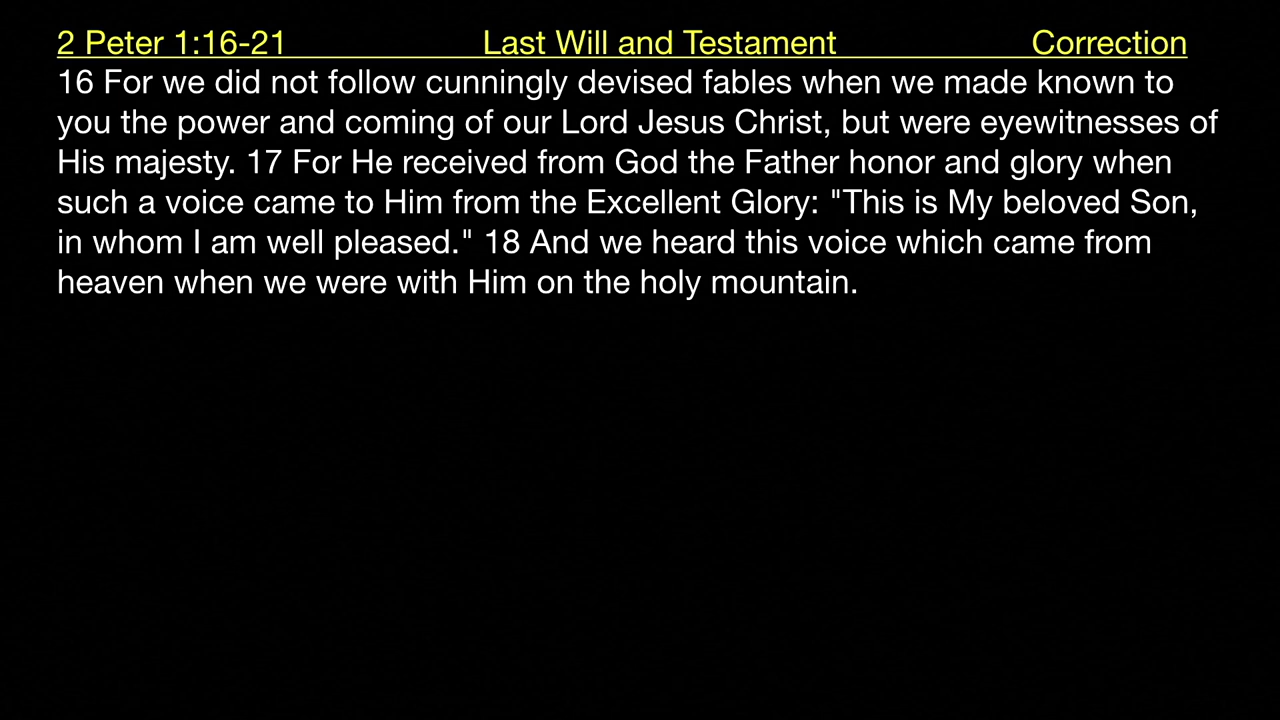 2 Peter 1:16-21 Last Will and Testament Correction
16 For we did not follow cunningly devised fables when we made known to
you the power and coming of our Lord Jesus Christ, but were eyewitnesses of
His majesty. 17 For He received from God the Father honor and glory when
such a voice came to Him from the Excellent Glory: "This is My beloved Son,
in whom I am well pleased." 18 And we heard this voice which came from
heaven when we were with Him on the holy mountain.